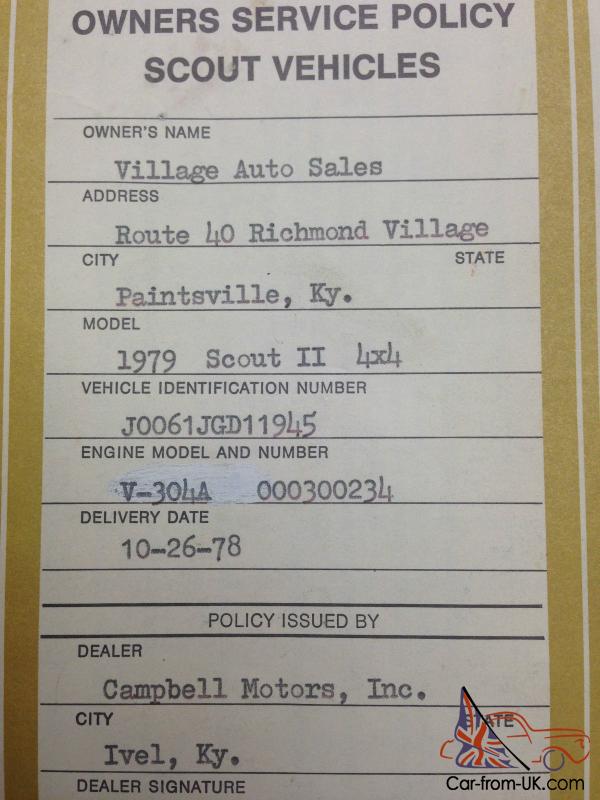 OWNERS SERVICE POLICY
SCOUT VEHICLES
OWNER'S NAME
Village Auto Sales
ADDRESS
Route 40 Richmond Village
CITY STATE
Paintsville, Ky.
MODEL
1979 Scout II 4x4
VEHICLE IDENTIFICATION NUMBER
J0061JGD11945
ENGINE MODEL AND NUMBER
V-304A 000300234
DELIVERY DATE
10-26-78
POLICY ISSUED BY
DEALER
Campbell Motors, Inc.
CITY STATE
Ivel, Ky.
DEALER SIGNATURE
Car-from-UK.com